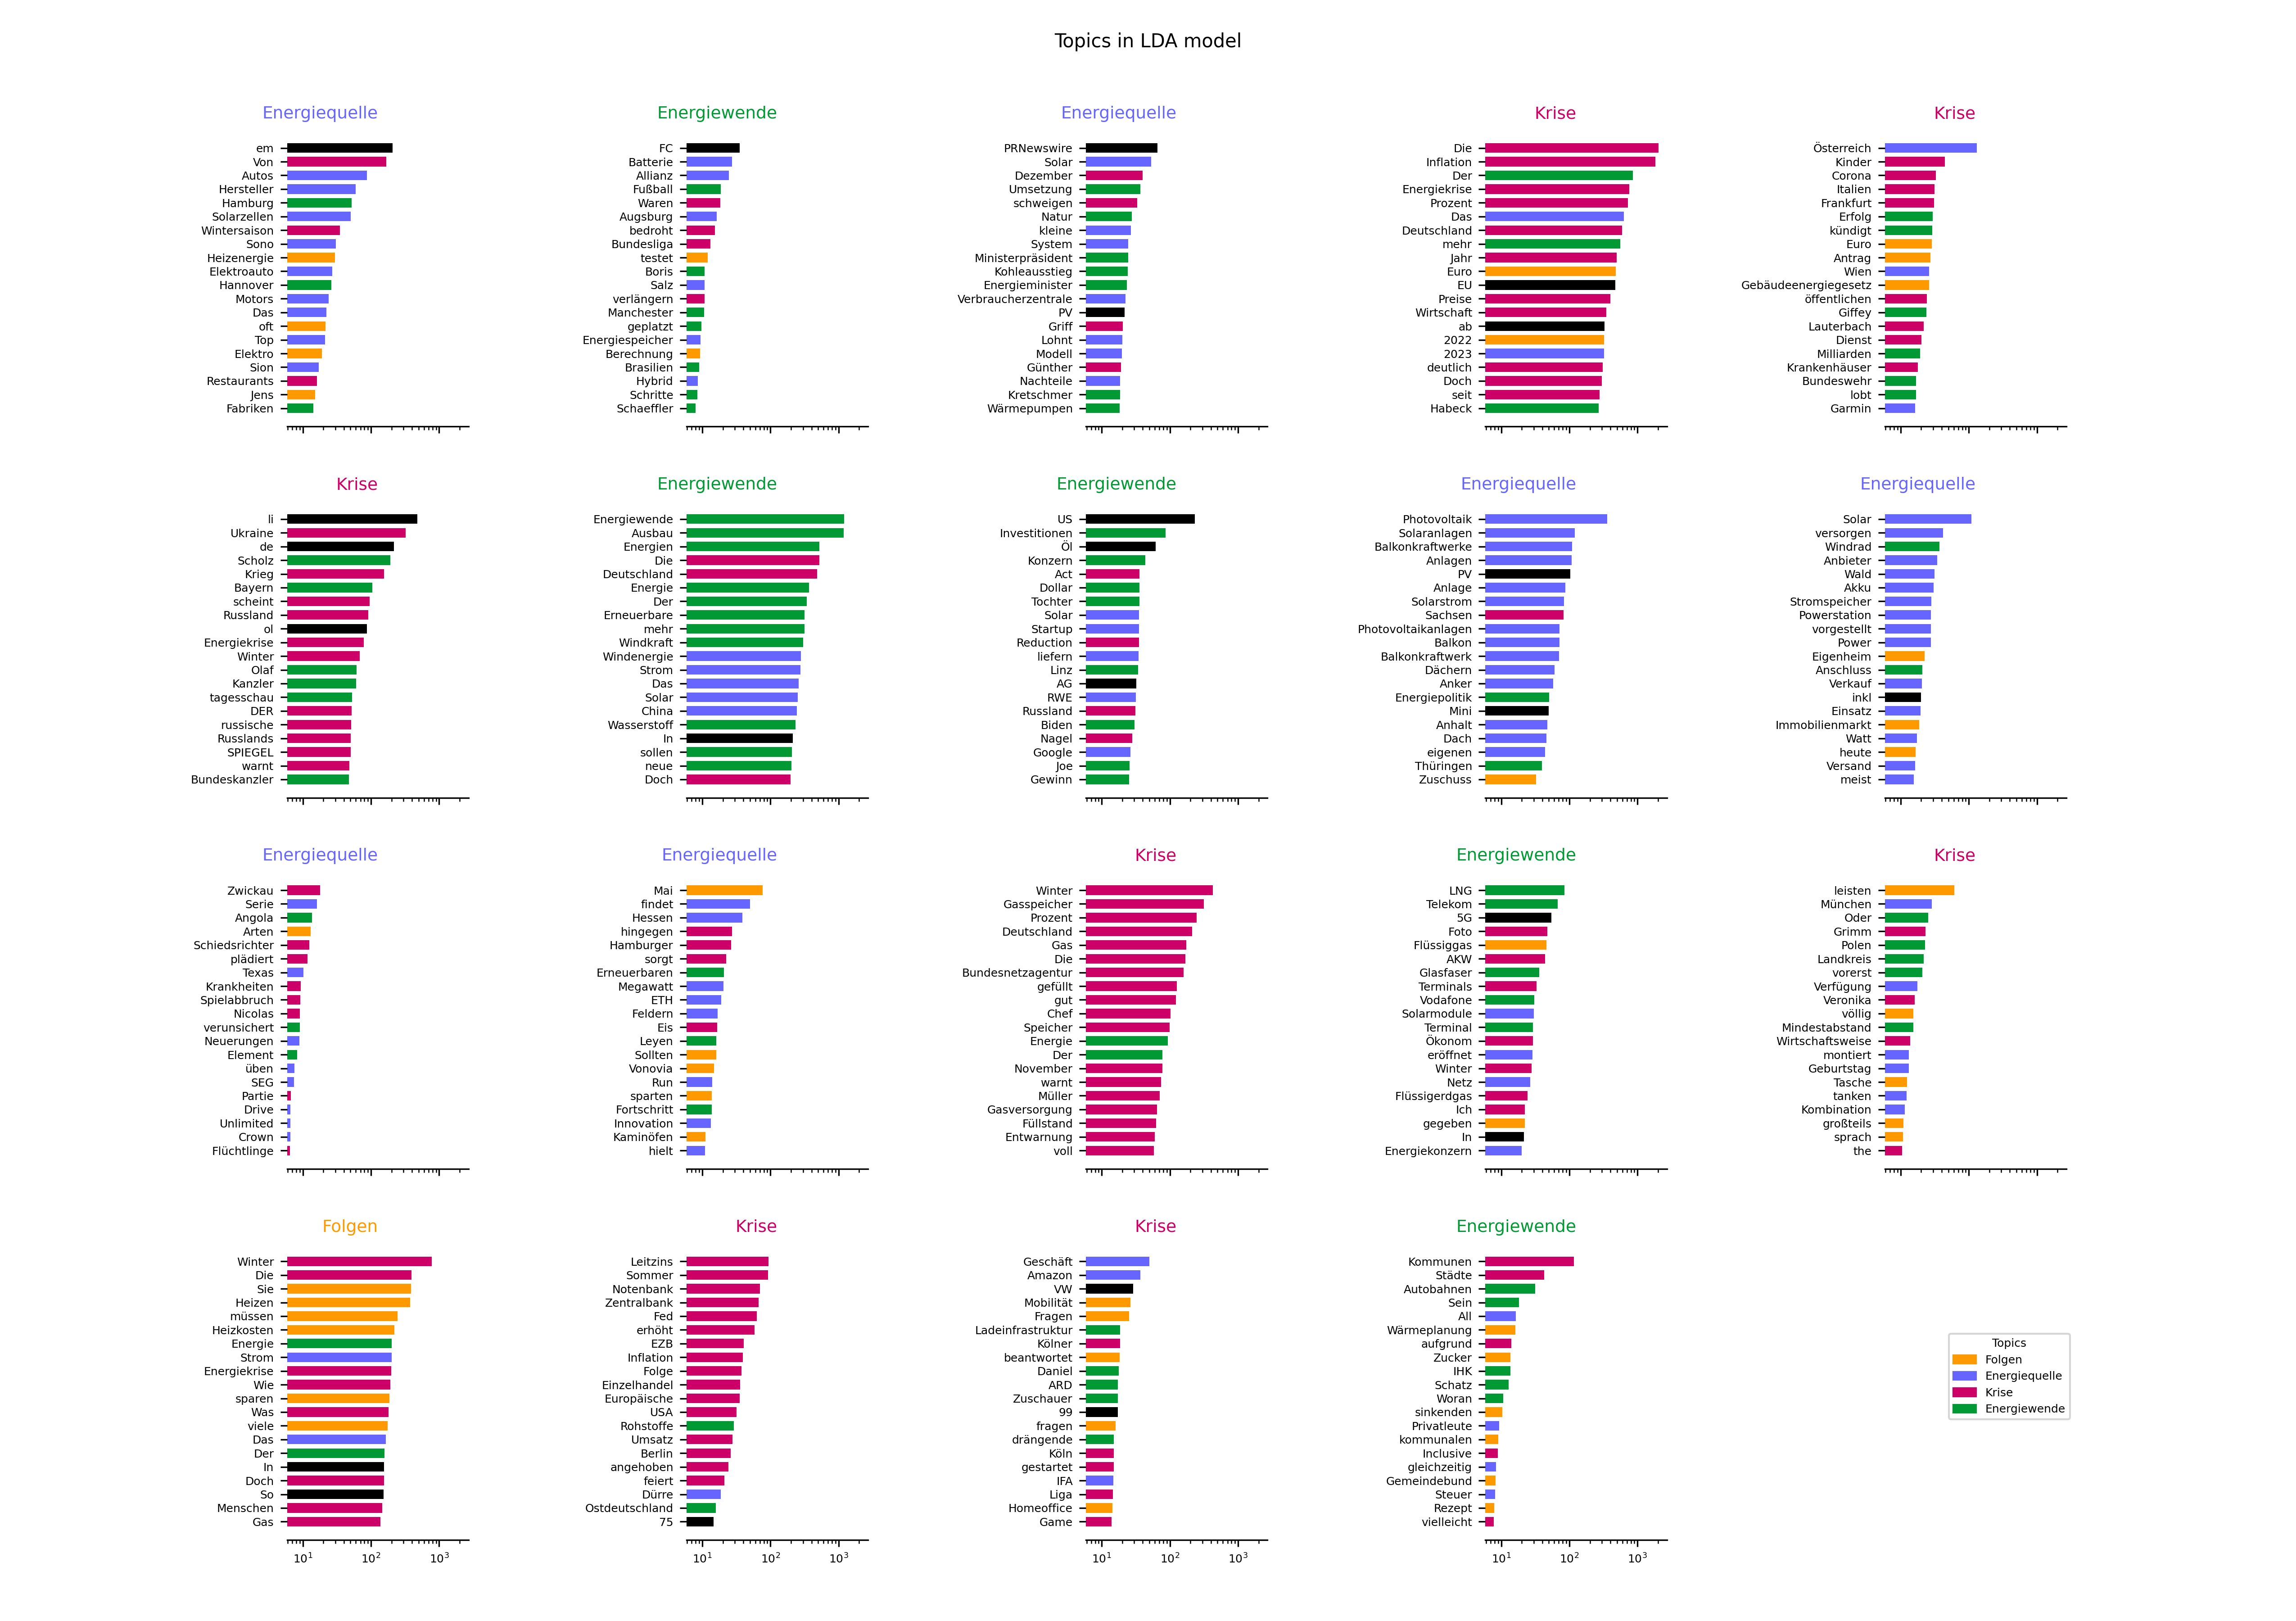 Topics in LDA model
Energiequelle
em
Von
Autos
Hersteller
Hamburg
Solarzellen
Wintersaison
Sono
Heizenergie
Elektroauto
Hannover
Motors
Das
oft
Top
Elektro
Sion
Restaurants
Jens
Fabriken
Energiewende
FC
Batterie
Allianz
Fußball
Waren
Augsburg
bedroht
Bundesliga
testet
Boris
Salz
verlängern
Manchester
geplatzt
Energiespeicher
Berechnung
Brasilien
Hybrid
Schritte
Schaeffler
Energiequelle
PRNewswire
Solar
Dezember
Umsetzung
schweigen
Natur
kleine
System
Ministerpräsident
Kohleausstieg
Energieminister
Verbraucherzentrale
PV
Griff
Lohnt
Modell
Günther
Nachteile
Kretschmer
Wärmepumpen
Krise
Die
Inflation
Der
Energiekrise
Prozent
Das
Deutschland
mehr
Jahr
Euro
EU
Preise
Wirtschaft
ab
2022
2023
deutlich
Doch
seit
Habeck
Krise
Österreich
Kinder
Corona
Italien
Frankfurt
Erfolg
kündigt
Euro
Antrag
Wien
Gebäudeenergiegesetz
öffentlichen
Giffey
Lauterbach
Dienst
Milliarden
Krankenhäuser
Bundeswehr
lobt
Garmin
Krise
li
Ukraine
de
Scholz
Krieg
Bayern
scheint
Russland
ol
Energiekrise
Winter
Olaf
Kanzler
tagesschau
DER
russische
Russlands
SPIEGEL
warnt
Bundeskanzler
Energiewende
Energiewende
Ausbau
Energien
Die
Deutschland
Energie
Der
Erneuerbare
mehr
Windkraft
Windenergie
Strom
Das
Solar
China
Wasserstoff
In
sollen
neue
Doch
Energiewende
US
Investitionen
Öl
Konzern
Act
Dollar
Tochter
Solar
Startup
Reduction
liefern
Linz
AG
RWE
Russland
Biden
Nagel
Google
Joe
Gewinn
Energiequelle
Photovoltaik
Solaranlagen
Balkonkraftwerke
Anlagen
PV
Anlage
Solarstrom
Sachsen
Photovoltaikanlagen
Balkon
Balkonkraftwerk
Dächern
Anker
Energiepolitik
Mini
Anhalt
Dach
eigenen
Thüringen
Zuschuss
Energiequelle
Solar
versorgen
Windrad
Anbieter
Wald
Akku
Stromspeicher
Powerstation
vorgestellt
Power
Eigenheim
Anschluss
Verkauf
inkl
Einsatz
Immobilienmarkt
Watt
heute
Versand
meist
Energiequelle
Zwickau
Serie
Angola
Arten
Schiedsrichter
plädiert
Texas
Krankheiten
Spielabbruch
Nicolas
verunsichert
Neuerungen
Element
üben
SEG
Partie
Drive
Unlimited
Crown
Flüchtlinge
Energiequelle
Mai
findet
Hessen
hingegen
Hamburger
sorgt
Erneuerbaren
Megawatt
ETH
Feldern
Eis
Leyen
Sollten
Vonovia
Run
sparten
Fortschritt
Innovation
Kaminöfen
hielt
Krise
Winter
Gasspeicher
Prozent
Deutschland
Gas
Die
Bundesnetzagentur
gefüllt
gut
Chef
Speicher
Energie
Der
November
warnt
Müller
Gasversorgung
Füllstand
Entwarnung
voll
Energiewende
LNG
Telekom
5G
Foto
Flüssiggas
AKW
Glasfaser
Terminals
Vodafone
Solarmodule
Terminal
Ökonom
eröffnet
Winter
Netz
Flüssigerdgas
Ich
gegeben
In
Energiekonzern
Krise
leisten
München
Oder
Grimm
Polen
Landkreis
vorerst
Verfügung
Veronika
völlig
Mindestabstand
Wirtschaftsweise
montiert
Geburtstag
Tasche
tanken
Kombination
großteils
sprach
the
Folgen
Winter
Die
Sie
Heizen
müssen
Heizkosten
Energie
Strom
Energiekrise
Wie
sparen
Was
viele
Das
Der
In
Doch
So
Menschen
Gas
10¹ 10² 10³
Krise
Leitzins
Sommer
Notenbank
Zentralbank
Fed
erhöht
EZB
Inflation
Folge
Einzelhandel
Europäische
USA
Rohstoffe
Umsatz
Berlin
angehoben
feiert
Dürre
Ostdeutschland
75
10¹ 10² 10³
Krise
Geschäft
Amazon
VW
Mobilität
Fragen
Ladeinfrastruktur
Kölner
beantwortet
Daniel
ARD
Zuschauer
99
fragen
drängende
Köln
gestartet
IFA
Liga
Homeoffice
Game
10¹ 10² 10³
Energiewende
Kommunen
Städte
Autobahnen
Sein
All
Wärmeplanung
aufgrund
Zucker
IHK
Schatz
Woran
sinkenden
Privatleute
kommunalen
Inclusive
gleichzeitig
Gemeindebund
Steuer
Rezept
vielleicht
10¹ 10² 10³
Topics
Folgen
Energiequelle
Krise
Energiewende